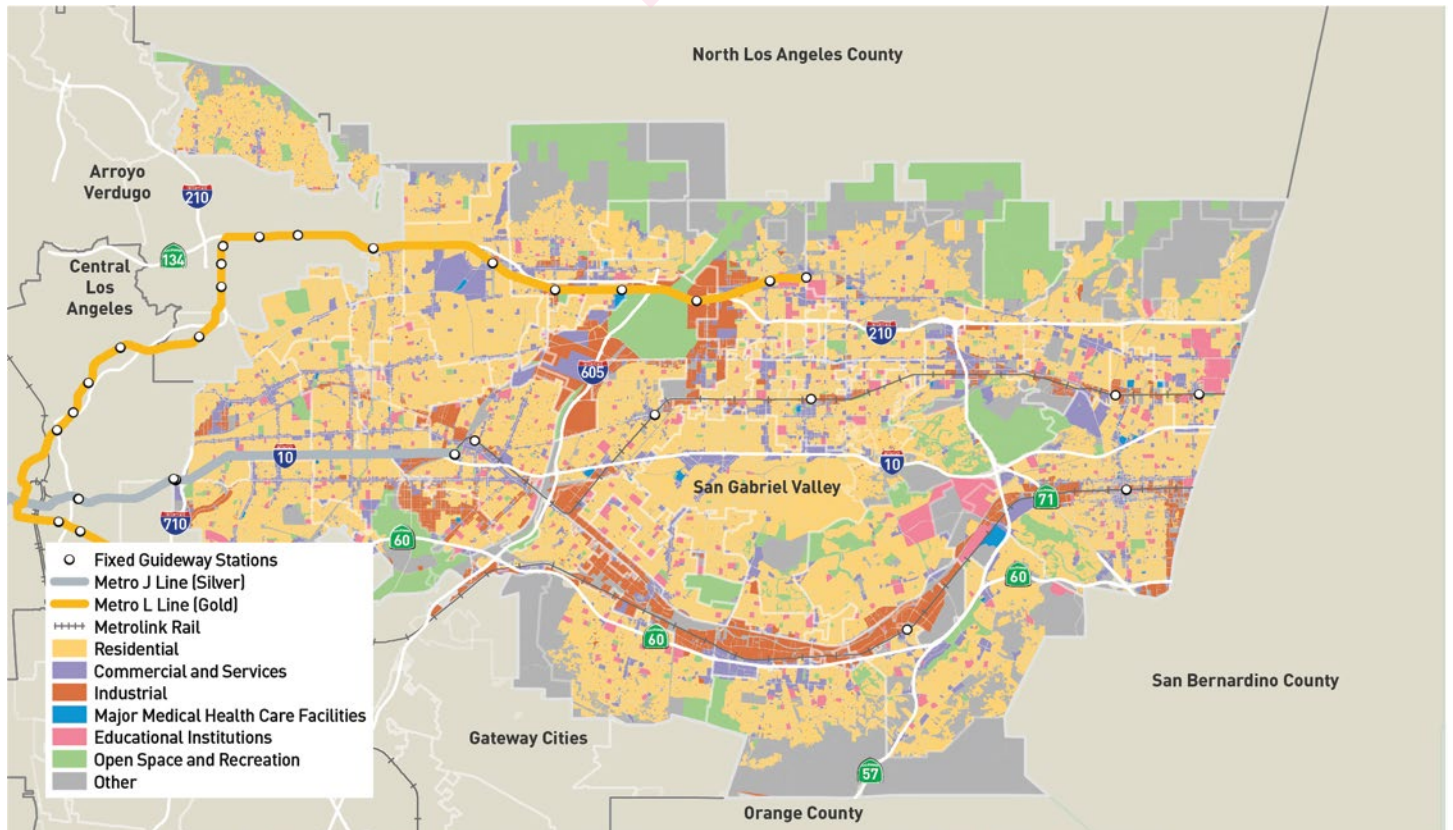 North Los Angeles County
Arroyo
Verdugo
210
134
Central
Los
Angeles
210
605
10
10
San Gabriel Valley
71
710
60
60
60
Fixed Guideway Stations
Metro J Line (Silver)
Metro L Line (Gold)
Metrolink Rail
Residential
Commercial and Services
Industrial
Major Medical Health Care Facilities
Educational Institutions
Open Space and Recreation
Other
San Bernardino County
Gateway Cities
57
Orange County